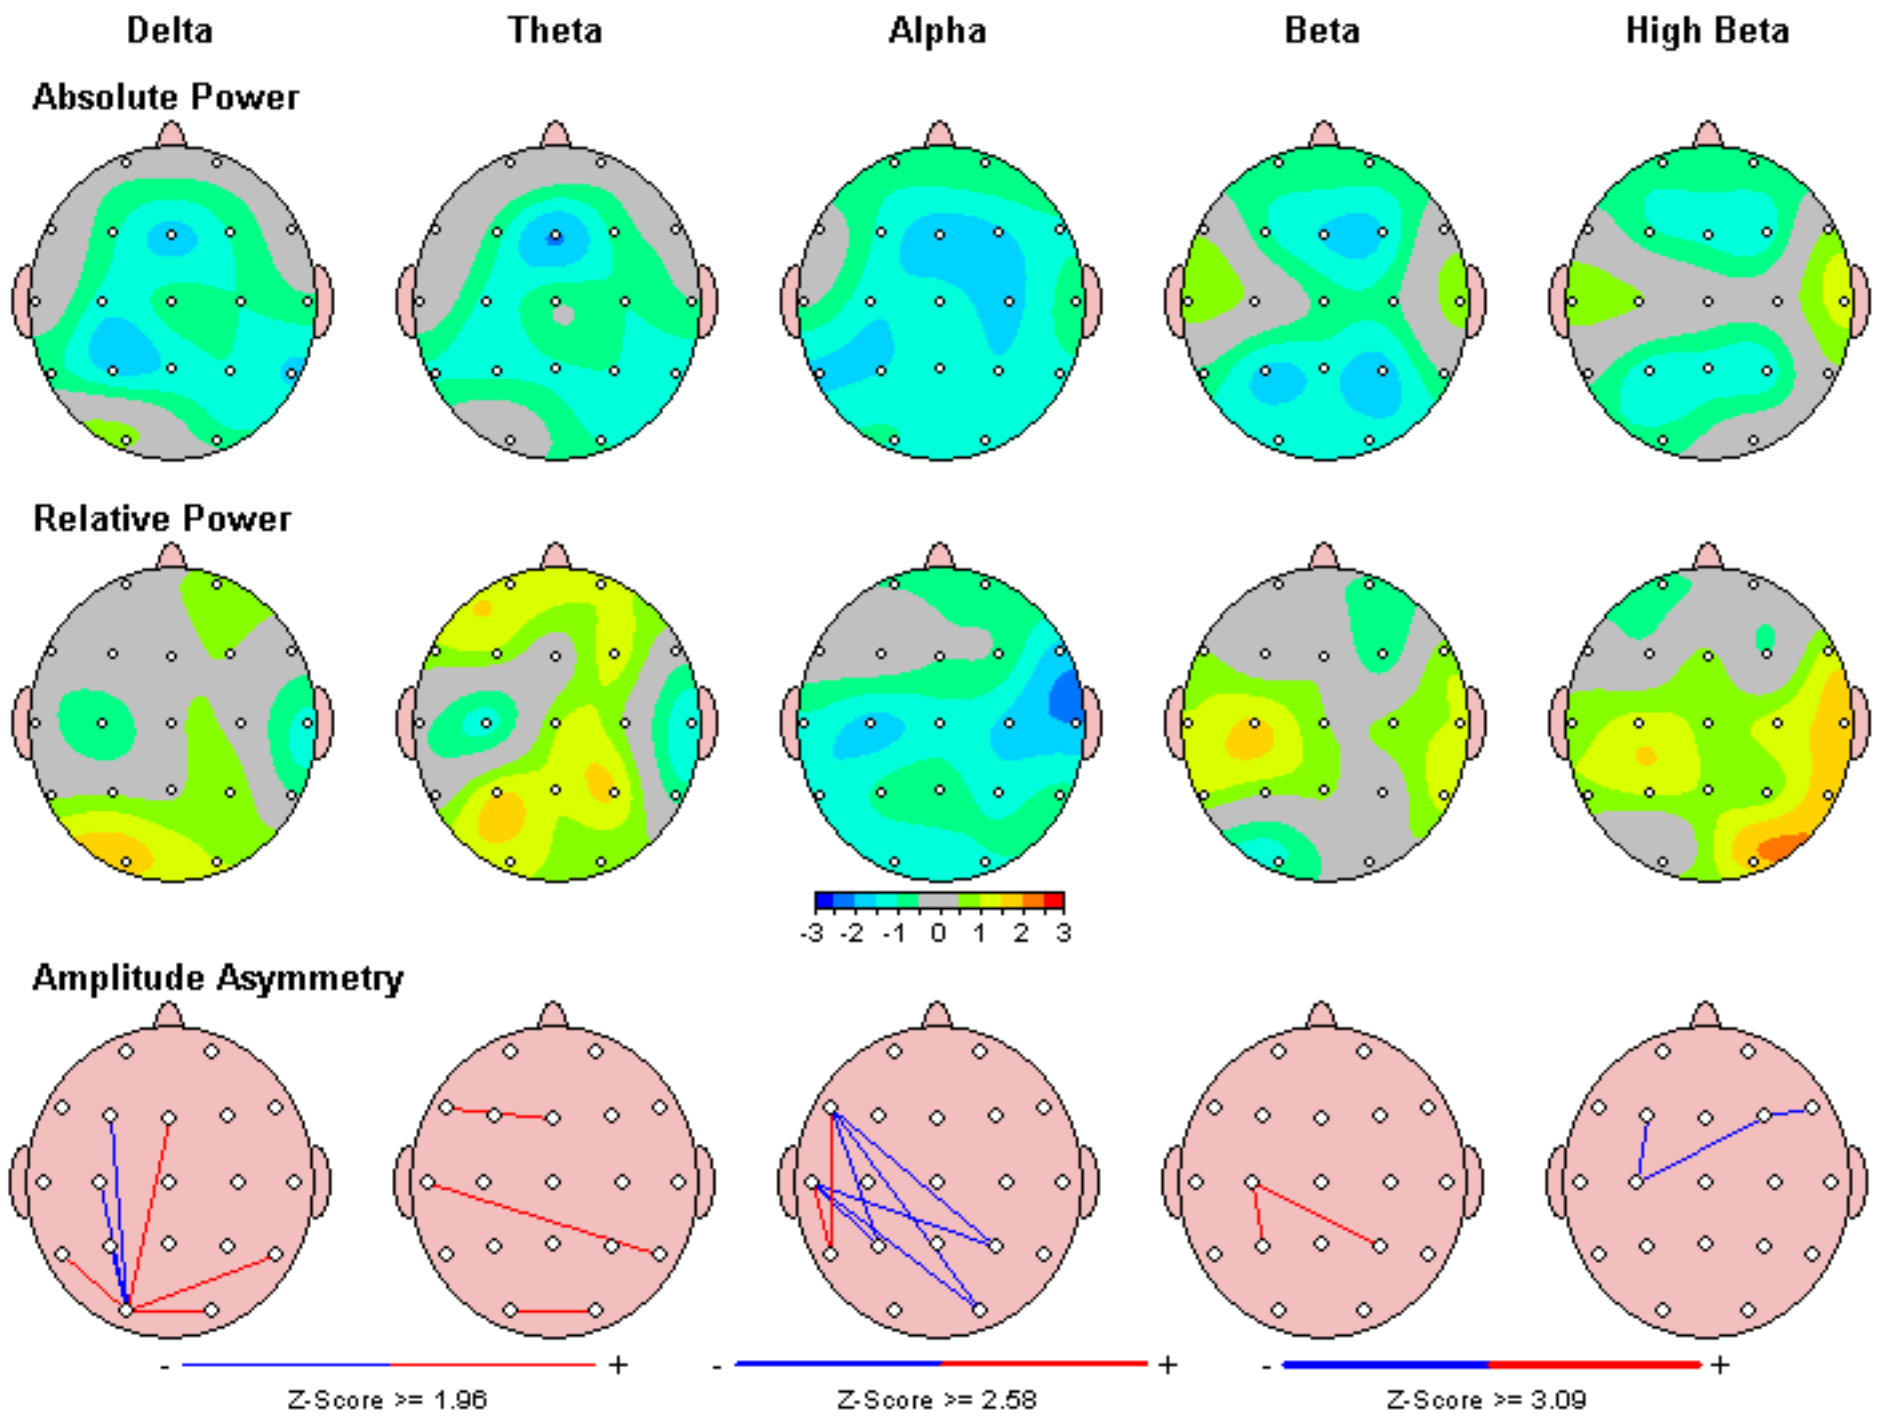 Delta Theta Alpha Beta High Beta
Absolute Power
Relative Power
-3 -2 -1 0 1 2 3
Amplitude Asymmetry
- + - + - +
Z-Score >= 1.96 Z-Score >= 2.58 Z-Score >= 3.09